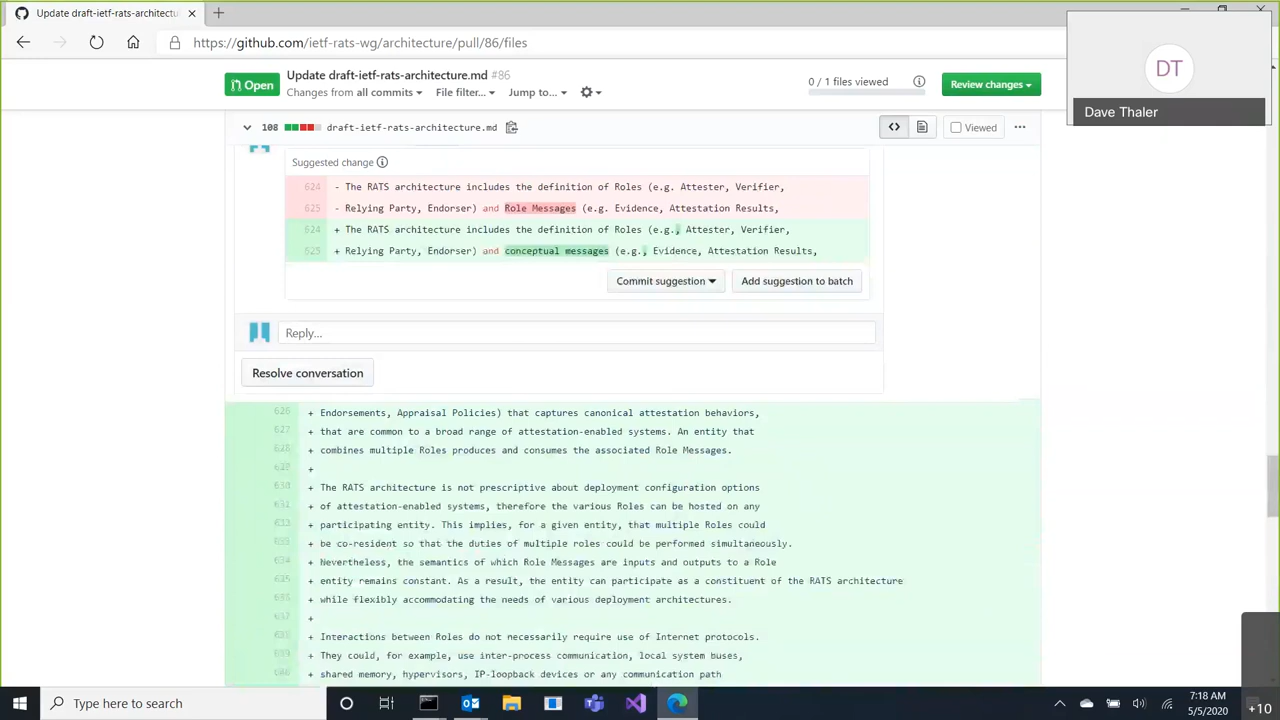 Update draft-ietf-rats-architectu
https://github.com/ietf-rats-wg/architecture/pull/86/files
DT
Dave Thaler
Open
Update draft-ietf-rats-architecture.md #86
Changes from all commits
File filter...
Jump to...
0 / 1 files viewed
Review changes
108
draft-ietf-rats-architecture.md
Viewed
Suggested change
624 - The RATS architecture includes the definition of Roles (e.g. Attester, Verifier,
625 - Relying Party, Endorser) and Role Messages (e.g. Evidence, Attestation Results,
624 + The RATS architecture includes the definition of Roles (e.g., Attester, Verifier,
625 + Relying Party, Endorser) and conceptual messages (e.g., Evidence, Attestation Results,
Commit suggestion
Add suggestion to batch
Reply...
Resolve conversation
626 + Endorsements, Appraisal Policies) that captures canonical attestation behaviors,
627 + that are common to a broad range of attestation-enabled systems. An entity that
628 + combines multiple Roles produces and consumes the associated Role Messages.
629 +
630 + The RATS architecture is not prescriptive about deployment configuration options
631 + of attestation-enabled systems, therefore the various Roles can be hosted on any
632 + participating entity. This implies, for a given entity, that multiple Roles could
633 + be co-resident so that the duties of multiple roles could be performed simultaneously.
634 + Nevertheless, the semantics of which Role Messages are inputs and outputs to a Role
635 + entity remains constant. As a result, the entity can participate as a constituent of the RATS architecture
636 + while flexibly accommodating the needs of various deployment architectures.
637 +
638 + Interactions between Roles do not necessarily require use of Internet protocols.
639 + They could, for example, use inter-process communication, local system buses,
640 + shared memory, hypervisors, IP-loopback devices or any communication path
Type here to search
7:18 AM
5/5/2020
+10